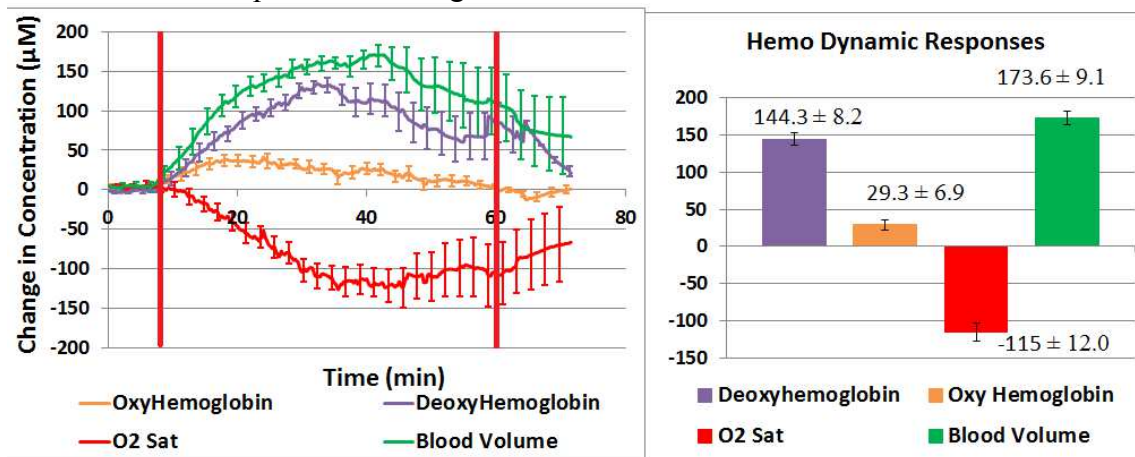 Change in Concentration (µM)
200
150
100
50
0
-50
-100
-150
-200
0
20
40
60
80
Time (min)
OxyHemoglobin
DeoxyHemoglobin
O2 Sat
Blood Volume
Hemo Dynamic Responses
200
150
100
50
0
-50
-100
-150
144.3 ± 8.2
29.3 ± 6.9
-115 ± 12.0
173.6 ± 9.1
Deoxyhemoglobin
Oxy Hemoglobin
O2 Sat
Blood Volume